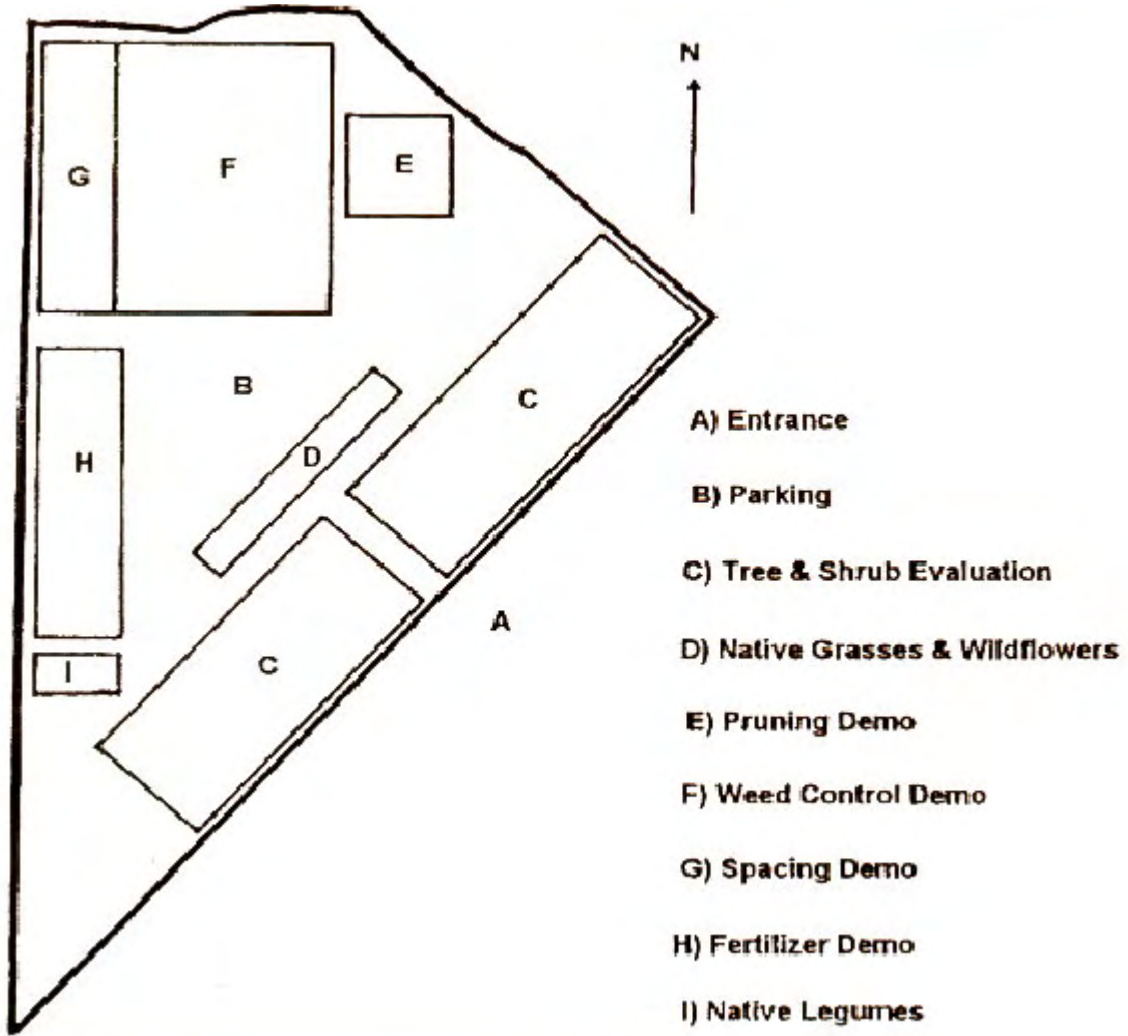 N
G
F
E
B
C
H
D
A
C
I
A) Entrance
B) Parking
C) Tree & Shrub Evaluation
D) Native Grasses & Wildflowers
E) Pruning Demo
F) Weed Control Demo
G) Spacing Demo
H) Fertilizer Demo
I) Native Legumes